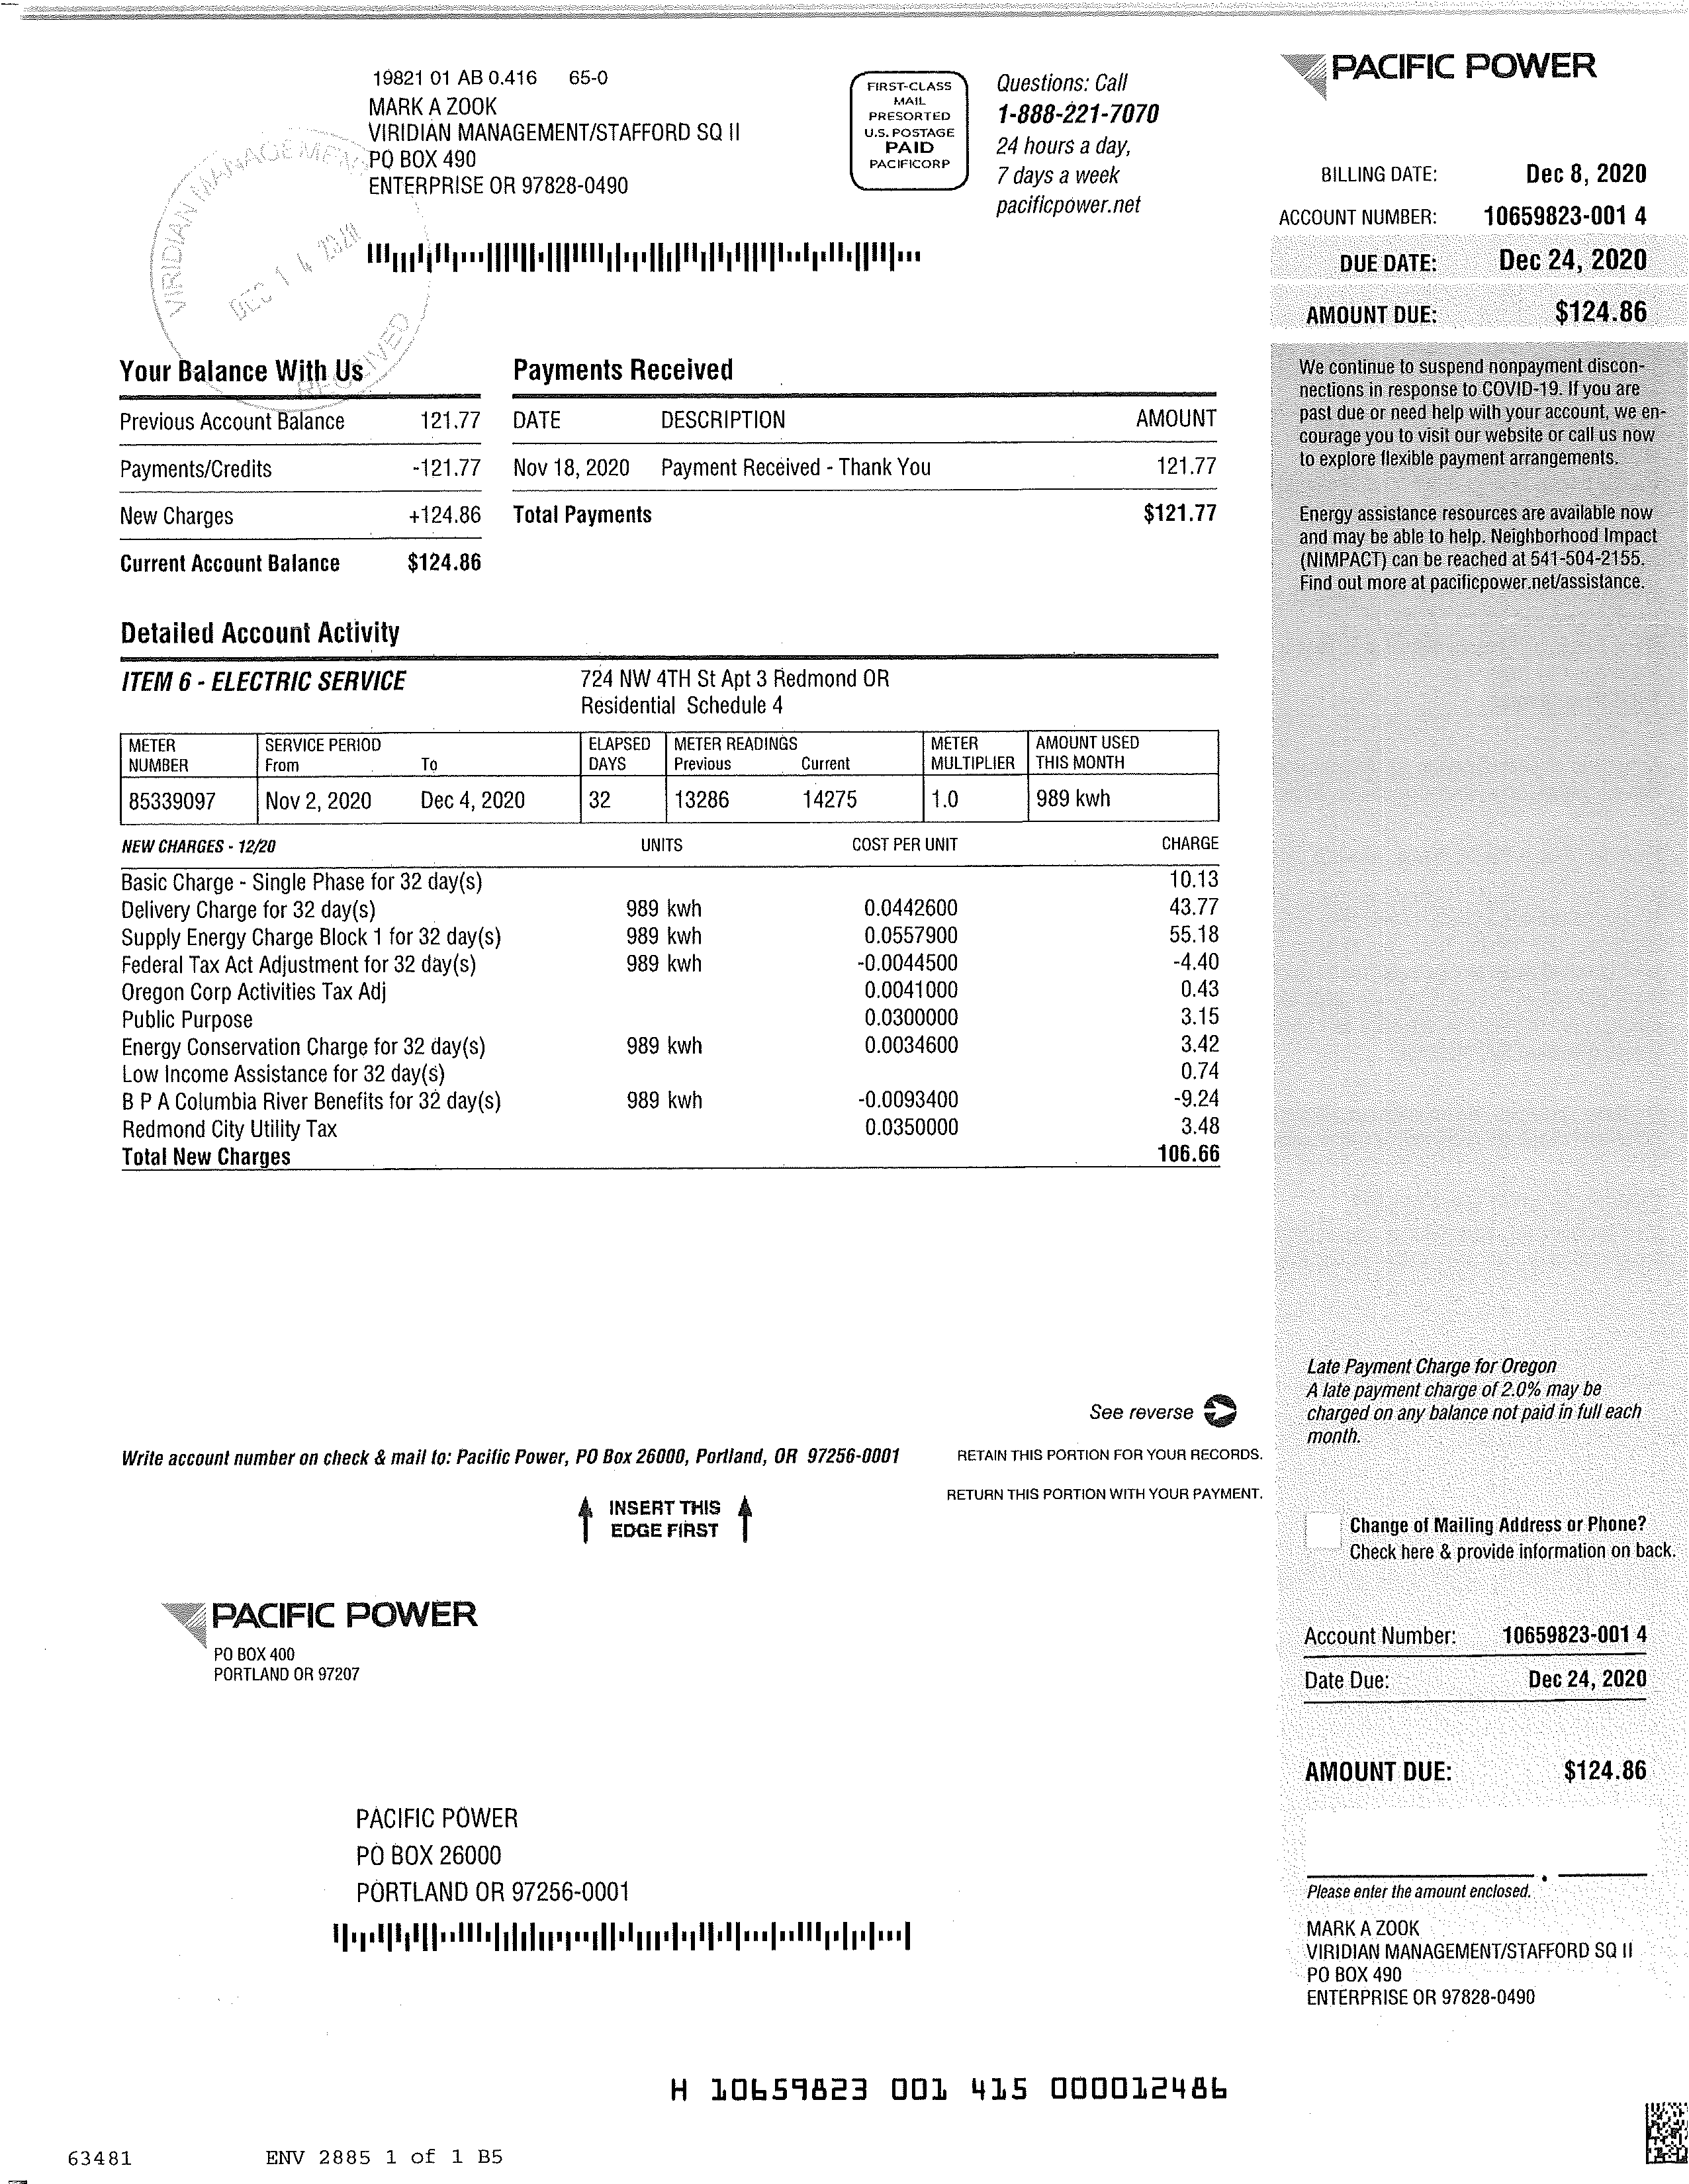 19821 01 AB 0.416 65-0
MARK A ZOOK
VIRIDIAN MANAGEMENT/STAFFORD SQ II
PO BOX 490
ENTERPRISE OR 97828-0490
VIRIDIAN MANAGEMENT
DEC 14 2020
RECEIVED
FIRST-CLASS
MAIL
PRESORTED
U.S. POSTAGE
PAID
PACIFICORP
Questions: Call
1-888-221-7070
24 hours a day,
7 days a week
pacificpower.net
PACIFIC POWER
BILLING DATE: Dec 8, 2020
ACCOUNT NUMBER: 10659823-001 4
DUE DATE: Dec 24, 2020
AMOUNT DUE: $124.86
Your Balance With Us
Previous Account Balance 121.77
Payments/Credits -121.77
New Charges +124.86
Current Account Balance $124.86
Payments Received
DATE DESCRIPTION AMOUNT
Nov 18, 2020 Payment Received - Thank You 121.77
Total Payments $121.77
We continue to suspend nonpayment discon-
nections in response to COVID-19. If you are
past due or need help with your account, we en-
courage you to visit our website or call us now
to explore flexible payment arrangements.
Energy assistance resources are available now
and may be able to help. Neighborhood Impact
(NIMPACT) can be reached at 541-504-2155.
Find out more at pacificpower.net/assistance.
Detailed Account Activity
ITEM 6 - ELECTRIC SERVICE 724 NW 4TH St Apt 3 Redmond OR
Residential Schedule 4
METER SERVICE PERIOD ELAPSED METER READINGS METER AMOUNT USED
NUMBER From To DAYS Previous Current MULTIPLIER THIS MONTH
85339097 Nov 2, 2020 Dec 4, 2020 32 13286 14275 1.0 989 kwh
NEW CHARGES - 12/20 UNITS COST PER UNIT CHARGE
Basic Charge - Single Phase for 32 day(s) 10.13
Delivery Charge for 32 day(s) 989 kwh 0.0442600 43.77
Supply Energy Charge Block 1 for 32 day(s) 989 kwh 0.0557900 55.18
Federal Tax Act Adjustment for 32 day(s) 989 kwh -0.0044500 -4.40
Oregon Corp Activities Tax Adj 0.0041000 0.43
Public Purpose 0.0300000 3.15
Energy Conservation Charge for 32 day(s) 989 kwh 0.0034600 3.42
Low Income Assistance for 32 day(s) 0.74
B P A Columbia River Benefits for 32 day(s) 989 kwh -0.0093400 -9.24
Redmond City Utility Tax 0.0350000 3.48
Total New Charges 106.66
Late Payment Charge for Oregon
A late payment charge of 2.0% may be
charged on any balance not paid in full each
month.
See reverse
Write account number on check & mail to: Pacific Power, PO Box 26000, Portland, OR 97256-0001
RETAIN THIS PORTION FOR YOUR RECORDS.
RETURN THIS PORTION WITH YOUR PAYMENT.
INSERT THIS
EDGE FIRST
Change of Mailing Address or Phone?
Check here & provide information on back.
PACIFIC POWER
PO BOX 400
PORTLAND OR 97207
Account Number: 10659823-001 4
Date Due: Dec 24, 2020
AMOUNT DUE: $124.86
PACIFIC POWER
PO BOX 26000
PORTLAND OR 97256-0001
Please enter the amount enclosed.
MARK A ZOOK
VIRIDIAN MANAGEMENT/STAFFORD SQ II
PO BOX 490
ENTERPRISE OR 97828-0490
H 10659823 001 415 000012486
63481 ENV 2885 1 of 1 B5